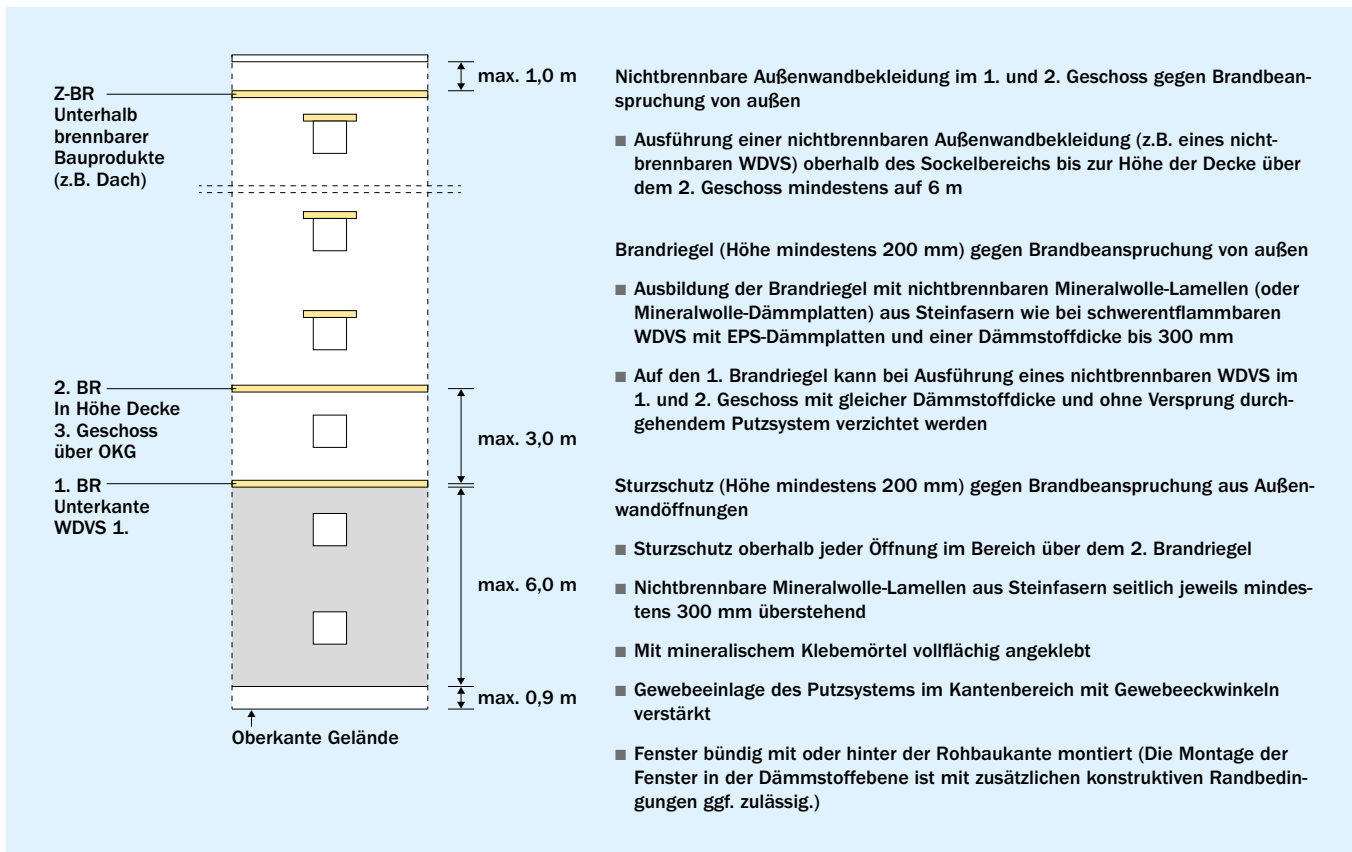 max. 1,0 m
Z-BR
Unterhalb
brennbarer
Bauprodukte
(z.B. Dach)
2. BR
In Höhe Decke
3. Geschoss
über OKG
max. 3,0 m
1. BR
Unterkante
WDVS 1.
max. 6,0 m
max. 0,9 m
Oberkante Gelände
Nichtbrennbare Außenwandbekleidung im 1. und 2. Geschoss gegen Brandbean-
spruchung von außen
■ Ausführung einer nichtbrennbaren Außenwandbekleidung (z.B. eines nicht-
brennbaren WDVS) oberhalb des Sockelbereichs bis zur Höhe der Decke über
dem 2. Geschoss mindestens auf 6 m
Brandriegel (Höhe mindestens 200 mm) gegen Brandbeanspruchung von außen
■ Ausbildung der Brandriegel mit nichtbrennbaren Mineralwolle-Lamellen (oder
Mineralwolle-Dämmplatten) aus Steinfasern wie bei schwerentflammbaren
WDVS mit EPS-Dämmplatten und einer Dämmstoffdicke bis 300 mm
■ Auf den 1. Brandriegel kann bei Ausführung eines nichtbrennbaren WDVS im
1. und 2. Geschoss mit gleicher Dämmstoffdicke und ohne Versprung durch-
gehendem Putzsystem verzichtet werden
Sturzschutz (Höhe mindestens 200 mm) gegen Brandbeanspruchung aus Außen-
wandöffnungen
■ Sturzschutz oberhalb jeder Öffnung im Bereich über dem 2. Brandriegel
■ Nichtbrennbare Mineralwolle-Lamellen aus Steinfasern seitlich jeweils mindes-
tens 300 mm überstehend
■ Mit mineralischem Klebemörtel vollflächig angeklebt
■ Gewebeeinlage des Putzsystems im Kantenbereich mit Gewebeeckwinkeln
verstärkt
■ Fenster bündig mit oder hinter der Rohbaukante montiert (Die Montage der
Fenster in der Dämmstoffebene ist mit zusätzlichen konstruktiven Randbedin-
gungen ggf. zulässig.)